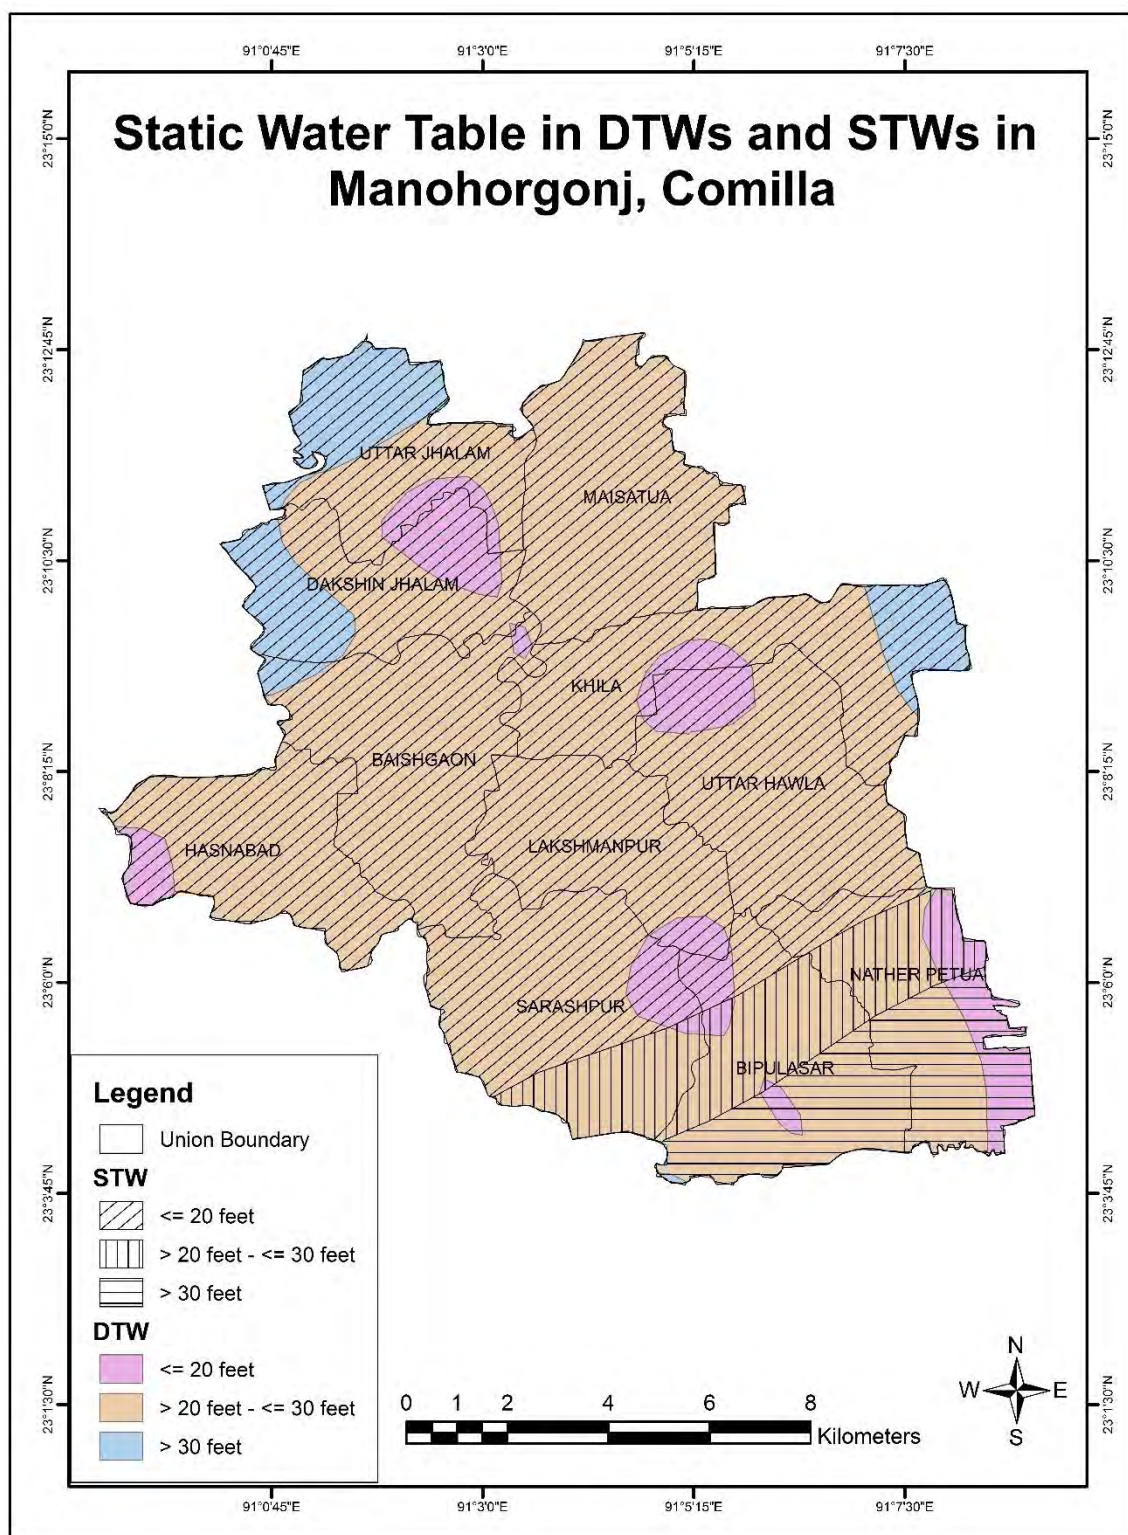 91°0'45"E 91°3'0"E 91°5'15"E 91°7'30"E
Static Water Table in DTWs and STWs in
Manohorgonj, Comilla
23°15'0"N 23°15'0"N
23°12'45"N 23°12'45"N
UTTAR JHALAM
MAISATUA
23°10'30"N 23°10'30"N
DAKSHIN JHALAM
KHILA
BAISHGAON
23°8'15"N 23°8'15"N
UTTAR HAWLA
HASNABAD
LAKSHMANPUR
NATHER PETUA
23°6'0"N 23°6'0"N
SARASHPUR
BIPULASAR
23°3'45"N 23°3'45"N
Legend
Union Boundary
STW
<= 20 feet
> 20 feet - <= 30 feet
> 30 feet
DTW
<= 20 feet
> 20 feet - <= 30 feet
> 30 feet
N
W E
S
23°1'30"N 23°1'30"N
0 1 2 4 6 8
Kilometers
91°0'45"E 91°3'0"E 91°5'15"E 91°7'30"E